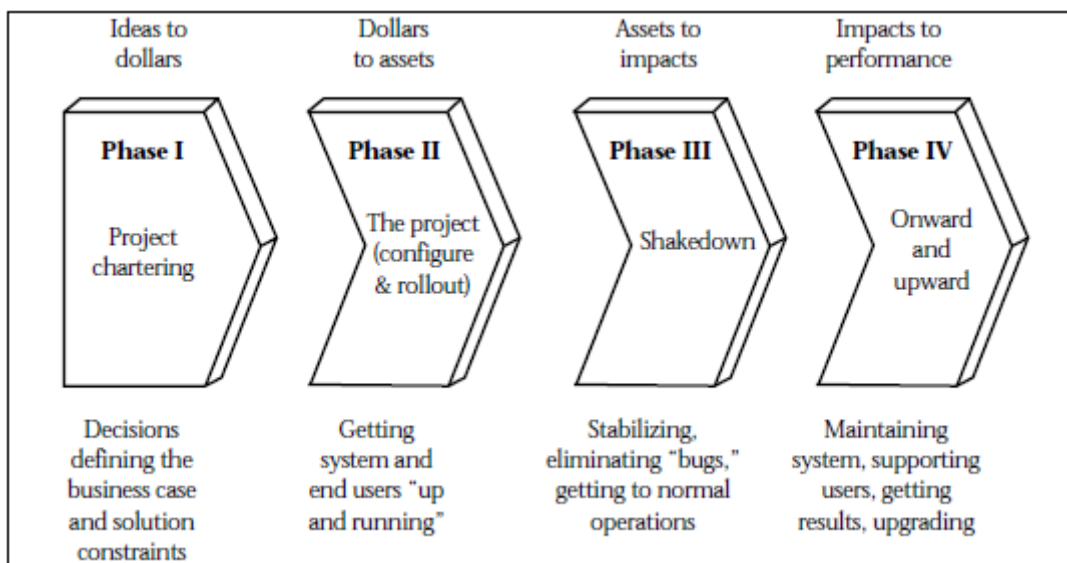 Ideas to
dollars
Dollars
to assets
Assets to
impacts
Impacts to
performance
Phase I
Project
chartering
Phase II
The project
(configure
& rollout)
Phase III
Shakedown
Phase IV
Onward
and
upward
Decisions
defining the
business case
and solution
constraints
Getting
system and
end users “up
and running”
Stabilizing,
eliminating “bugs,”
getting to normal
operations
Maintaining
system, supporting
users, getting
results, upgrading